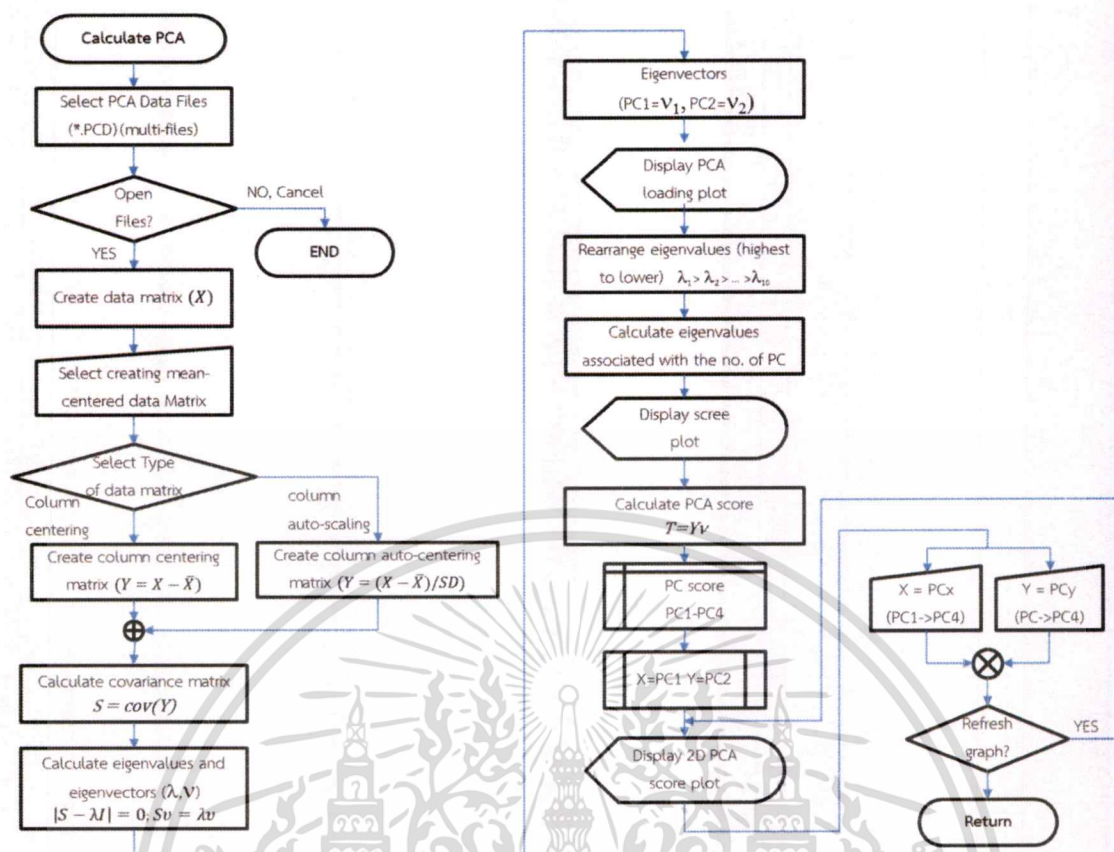 Calculate PCA
Select PCA Data Files
(*.PCD)(multi-files)
Open
Files?
NO, Cancel
END
YES
Create data matrix (X)
Select creating mean-
centered data Matrix
Select Type
of data matrix
Column
centering
column
auto-scaling
Create column centering
matrix (Y = X − X̄)
Create column auto-centering
matrix (Y = (X − X̄)/SD)
Calculate covariance matrix
S = cov(Y)
Calculate eigenvalues and
eigenvectors (λ,ν)
|S − λI| = 0; Sυ = λυ
Eigenvectors
(PC1=ν₁, PC2=ν₂)
Display PCA
loading plot
Rearrange eigenvalues (highest
to lower) λ₁ > λ₂ > ... > λ₁₀
Calculate eigenvalues
associated with the no. of PC
Display scree
plot
Calculate PCA score
T=Yν
PC score
PC1-PC4
X=PC1 Y=PC2
Display 2D PCA
score plot
X = PCx
(PC1->PC4)
Y = PCy
(PC->PC4)
Refresh
graph?
YES
Return